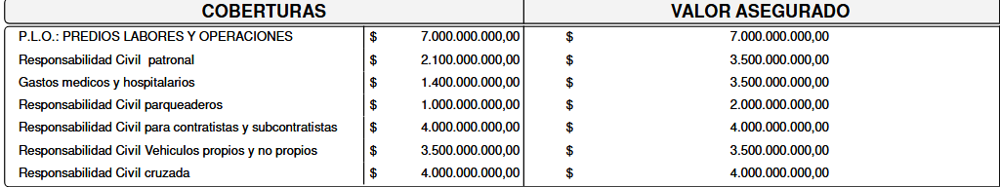 COBERTURAS VALOR ASEGURADO
P.L.O.: PREDIOS LABORES Y OPERACIONES $ 7.000.000.000,00 $ 7.000.000.000,00
Responsabilidad Civil patronal $ 2.100.000.000,00 $ 3.500.000.000,00
Gastos medicos y hospitalarios $ 1.400.000.000,00 $ 3.500.000.000,00
Responsabilidad Civil parqueaderos $ 1.000.000.000,00 $ 2.000.000.000,00
Responsabilidad Civil para contratistas y subcontratistas $ 4.000.000.000,00 $ 4.000.000.000,00
Responsabilidad Civil Vehiculos propios y no propios $ 3.500.000.000,00 $ 3.500.000.000,00
Responsabilidad Civil cruzada $ 4.000.000.000,00 $ 4.000.000.000,00